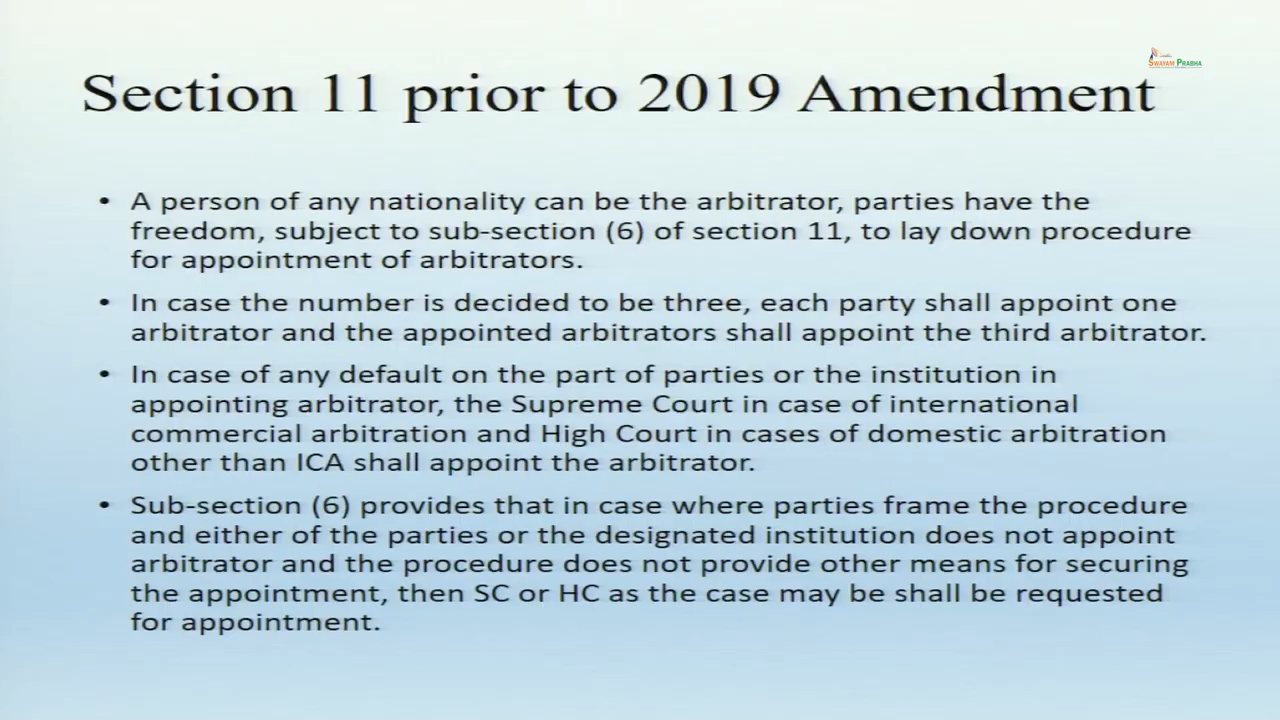 SWAYAM PRABHA
Section 11 prior to 2019 Amendment
• A person of any nationality can be the arbitrator, parties have the
freedom, subject to sub-section (6) of section 11, to lay down procedure
for appointment of arbitrators.
• In case the number is decided to be three, each party shall appoint one
arbitrator and the appointed arbitrators shall appoint the third arbitrator.
• In case of any default on the part of parties or the institution in
appointing arbitrator, the Supreme Court in case of international
commercial arbitration and High Court in cases of domestic arbitration
other than ICA shall appoint the arbitrator.
• Sub-section (6) provides that in case where parties frame the procedure
and either of the parties or the designated institution does not appoint
arbitrator and the procedure does not provide other means for securing
the appointment, then SC or HC as the case may be shall be requested
for appointment.